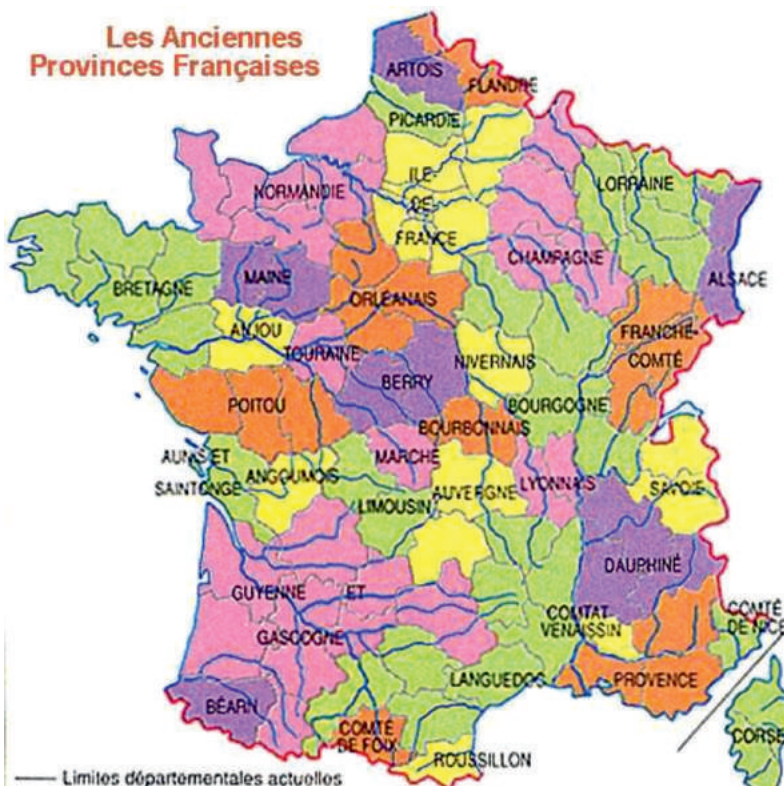 Les Anciennes
Provinces Françaises
ARTOIS
FLANDRE
PICARDIE
NORMANDIE
ILE-
DE-
FRANCE
LORRAINE
CHAMPAGNE
ALSACE
BRETAGNE
MAINE
ORLÉANAIS
ANJOU
TOURAINE
BERRY
NIVERNAIS
FRANCHE-
COMTÉ
BOURGOGNE
POITOU
BOURBONNAIS
MARCHE
AUNIS ET
SAINTONGE
ANGOUMOIS
LIMOUSIN
AUVERGNE
LYONNAIS
SAVOIE
DAUPHINÉ
GUYENNE ET
GASCOGNE
COMTAT
VENAISSIN
COMTÉ
DE NICE
LANGUEDOC
PROVENCE
BÉARN
COMTÉ
DE FOIX
ROUSSILLON
CORSE
Limites départementales actuelles